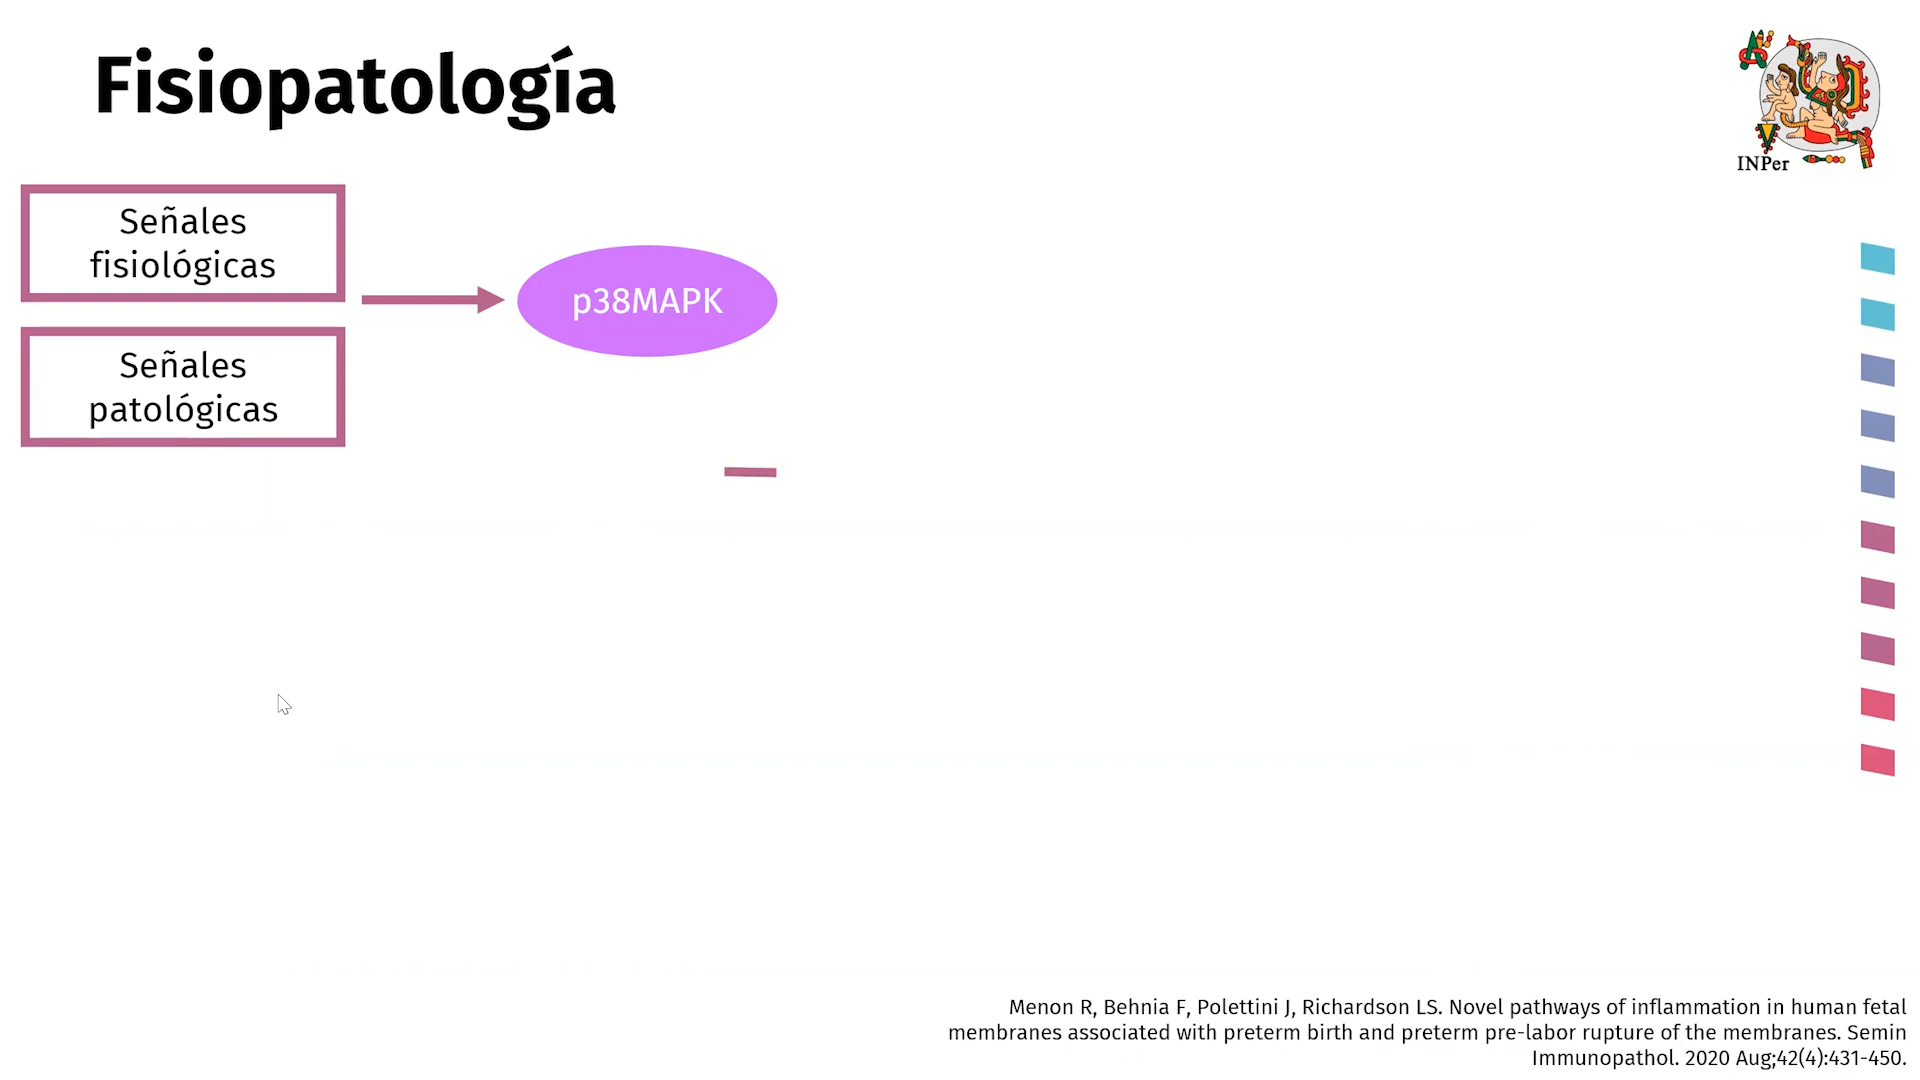 Fisiopatología
INPer
Señales
fisiológicas
p38MAPK
Señales
patológicas
Menon R, Behnia F, Polettini J, Richardson LS. Novel pathways of inflammation in human fetal
membranes associated with preterm birth and preterm pre-labor rupture of the membranes. Semin
Immunopathol. 2020 Aug;42(4):431-450.